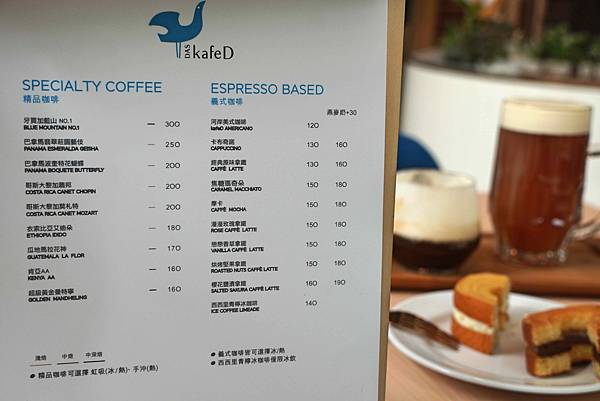 DAS kafeD
SPECIALTY COFFEE
精品咖啡
牙買加藍山 NO.1 — 300
BLUE MOUNTAIN NO.1
巴拿馬翡翠莊園藝伎 — 250
PANAMA ESMERALDA GEISHA
巴拿馬波奎特花蝴蝶 — 200
PANAMA BOQUETE BUTTERFLY
哥斯大黎加蕭邦 — 200
COSTA RICA CANET CHOPIN
哥斯大黎加莫札特 — 200
COSTA RICA CANET MOZART
衣索比亞艾迪朵 — 180
ETHIOPIA IDIDO
瓜地馬拉花神 — 170
GUATEMALA LA FLOR
肯亞AA — 160
KENYA AA
超級黃金曼特寧 — 160
GOLDEN MANDHELING
淺焙 中焙 中深焙
● 精品咖啡可選擇 虹吸(冰/熱)、手沖(熱)
ESPRESSO BASED
義式咖啡
燕麥奶+30
河岸美式咖啡 120
kafeD AMERICANO
卡布奇諾 130 160
CAPPUCCINO
經典原味拿鐵 130 160
CAFFÈ LATTE
焦糖瑪奇朵 150 180
CARAMEL MACCHIATO
摩卡 150 180
CAFFÈ MOCHA
漫漫玫瑰拿鐵 150 180
ROSE CAFFÈ LATTE
戀戀香草拿鐵 150 180
VANILLA CAFFÈ LATTE
烘烤堅果拿鐵 150 180
ROASTED NUTS CAFFÈ LATTE
櫻花鹽漬拿鐵 160 190
SALTED SAKURA CAFFÈ LATTE
西西里青檸冰咖啡 140
ICE COFFEE LIMEADE
● 義式咖啡皆可選擇冰/熱
● 西西里青檸冰咖啡僅限冰飲